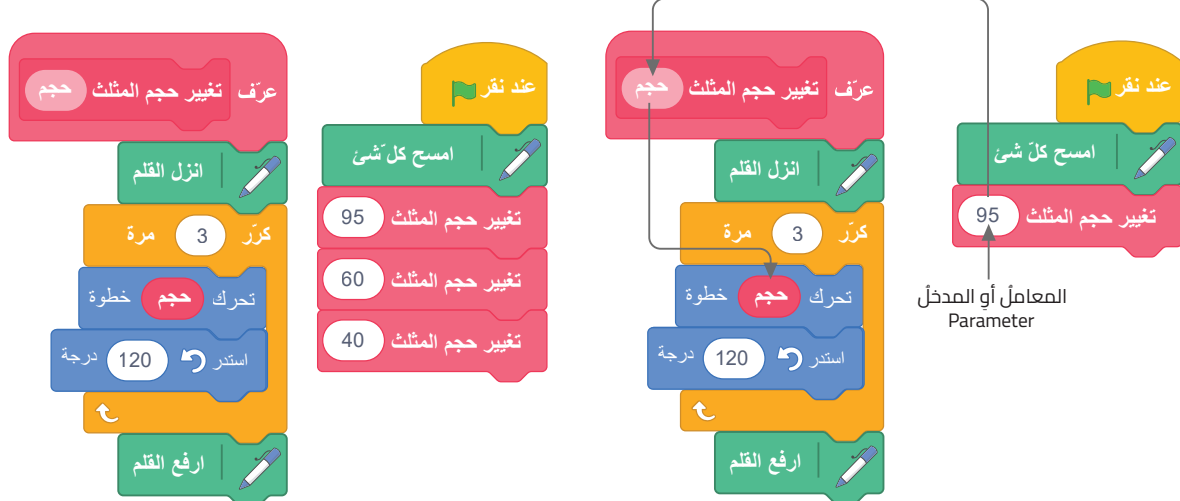 عند نقر
امسح كلّ شئ
تغيير حجم المثلث 95
المعاملُ أو المدخلُ
Parameter
عرّف تغيير حجم المثلث حجم
انزل القلم
كرّر 3 مرة
تحرك حجم خطوة
استدر 120 درجة
ارفع القلم
عند نقر
امسح كل ّشئ
تغيير حجم المثلث 95
تغيير حجم المثلث 60
تغيير حجم المثلث 40
عرّف تغيير حجم المثلث حجم
انزل القلم
كرّر 3 مرة
تحرك حجم خطوة
استدر 120 درجة
ارفع القلم